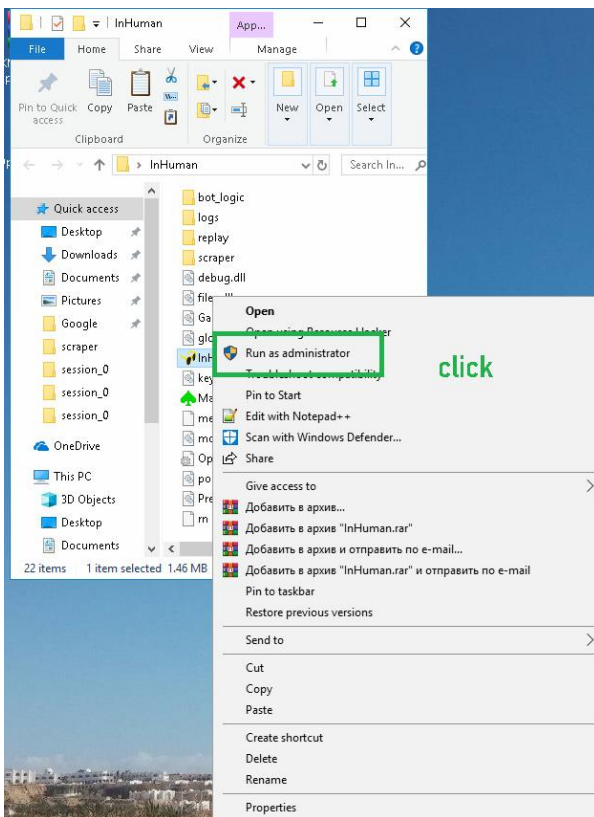 InHuman
App...
File
Home
Share
View
Manage
Pin to Quick access
Copy
Paste
New
Open
Select
Clipboard
Organize
InHuman
Search In...
Quick access
Desktop
Downloads
Documents
Pictures
Google
scraper
session_0
session_0
session_0
OneDrive
This PC
3D Objects
Desktop
Documents
bot_logic
logs
replay
scraper
debug.dll
Open
Run as administrator
click
Troubleshoot compatibility
Pin to Start
Edit with Notepad++
Scan with Windows Defender...
Share
Give access to
Добавить в архив...
Добавить в архив "InHuman.rar"
Добавить в архив и отправить по e-mail...
Добавить в архив "InHuman.rar" и отправить по e-mail
Pin to taskbar
Restore previous versions
Send to
Cut
Copy
Paste
Create shortcut
Delete
Rename
Properties
22 items
1 item selected
1.46 MB